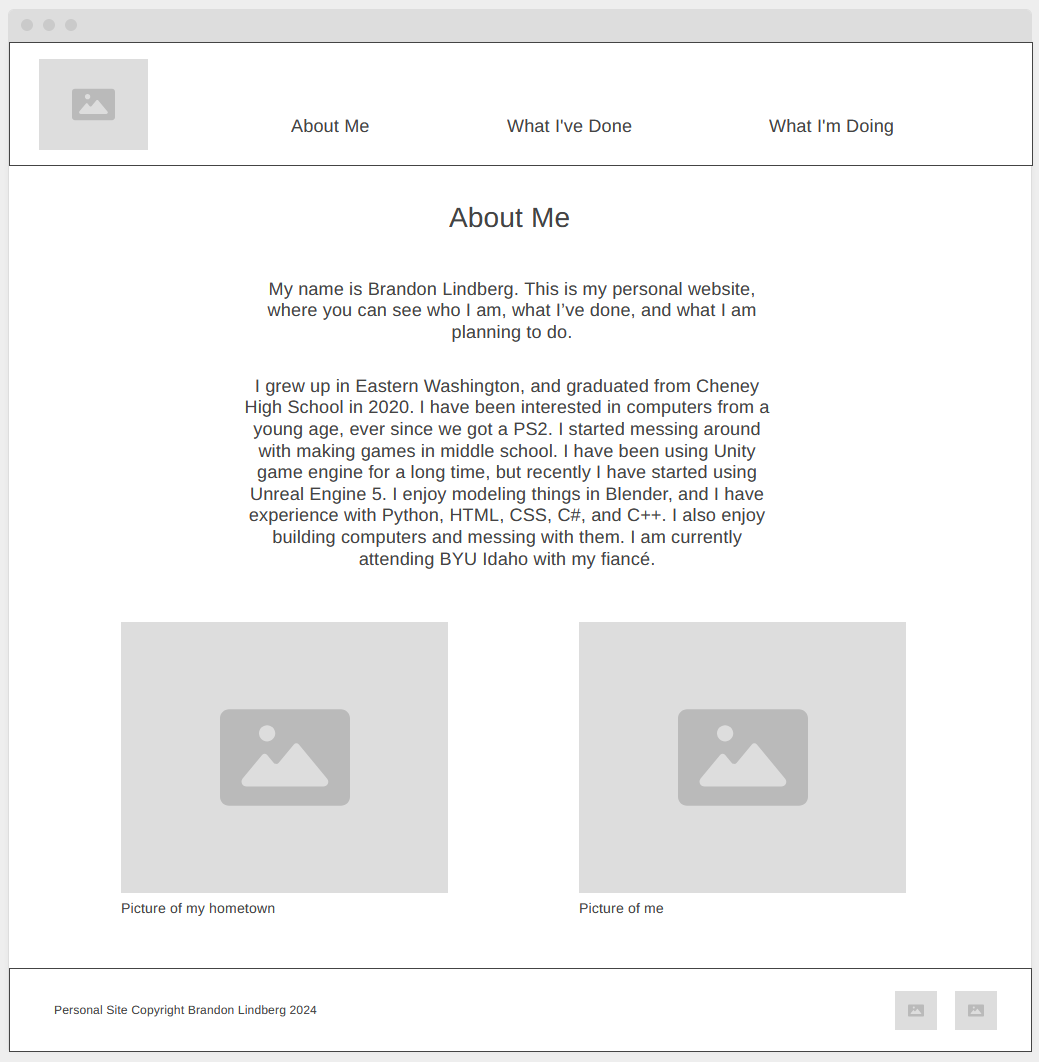 About Me
What I've Done
What I'm Doing
About Me
My name is Brandon Lindberg. This is my personal website,
where you can see who I am, what I’ve done, and what I am
planning to do.
I grew up in Eastern Washington, and graduated from Cheney
High School in 2020. I have been interested in computers from a
young age, ever since we got a PS2. I started messing around
with making games in middle school. I have been using Unity
game engine for a long time, but recently I have started using
Unreal Engine 5. I enjoy modeling things in Blender, and I have
experience with Python, HTML, CSS, C#, and C++. I also enjoy
building computers and messing with them. I am currently
attending BYU Idaho with my fiancé.
Picture of my hometown
Picture of me
Personal Site Copyright Brandon Lindberg 2024